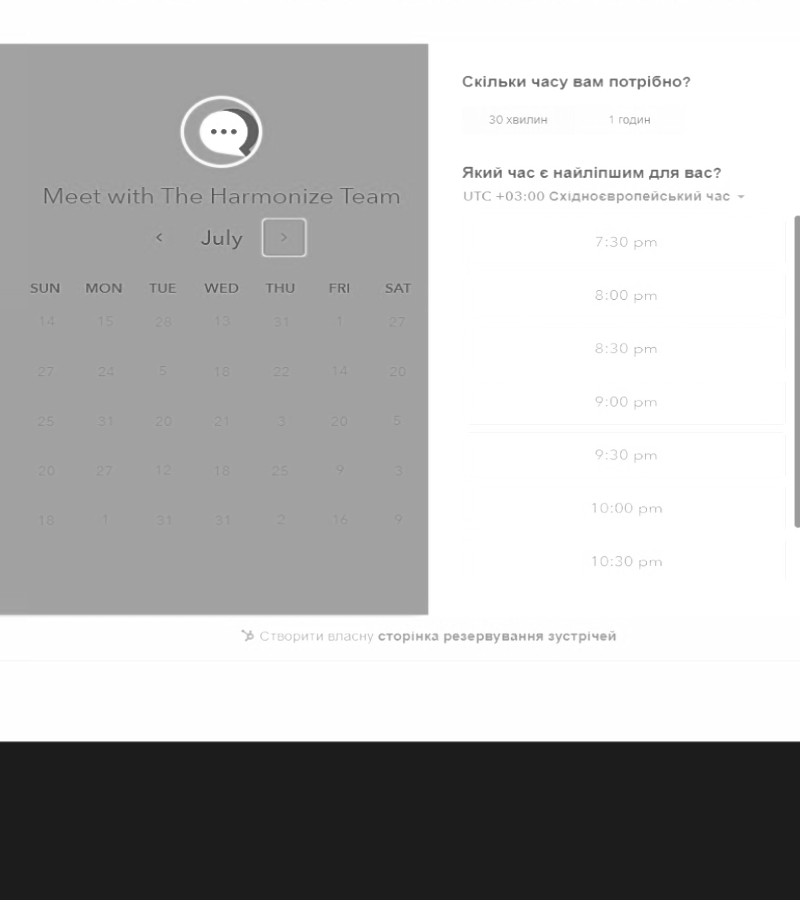 Meet with The Harmonize Team
July
SUN MON TUE WED THU FRI SAT
14 15 28 13 31 1 27
27 24 5 18 22 14 20
25 31 20 21 3 20 5
20 27 12 18 25 9 3
18 1 31 31 2 16 9
Скільки часу вам потрібно?
30 хвилин 1 годин
Який час є найліпшим для вас?
UTC +03:00 Східноєвропейський час
7:30 pm
8:00 pm
8:30 pm
9:00 pm
9:30 pm
10:00 pm
10:30 pm
Створити власну сторінка резервування зустрічей